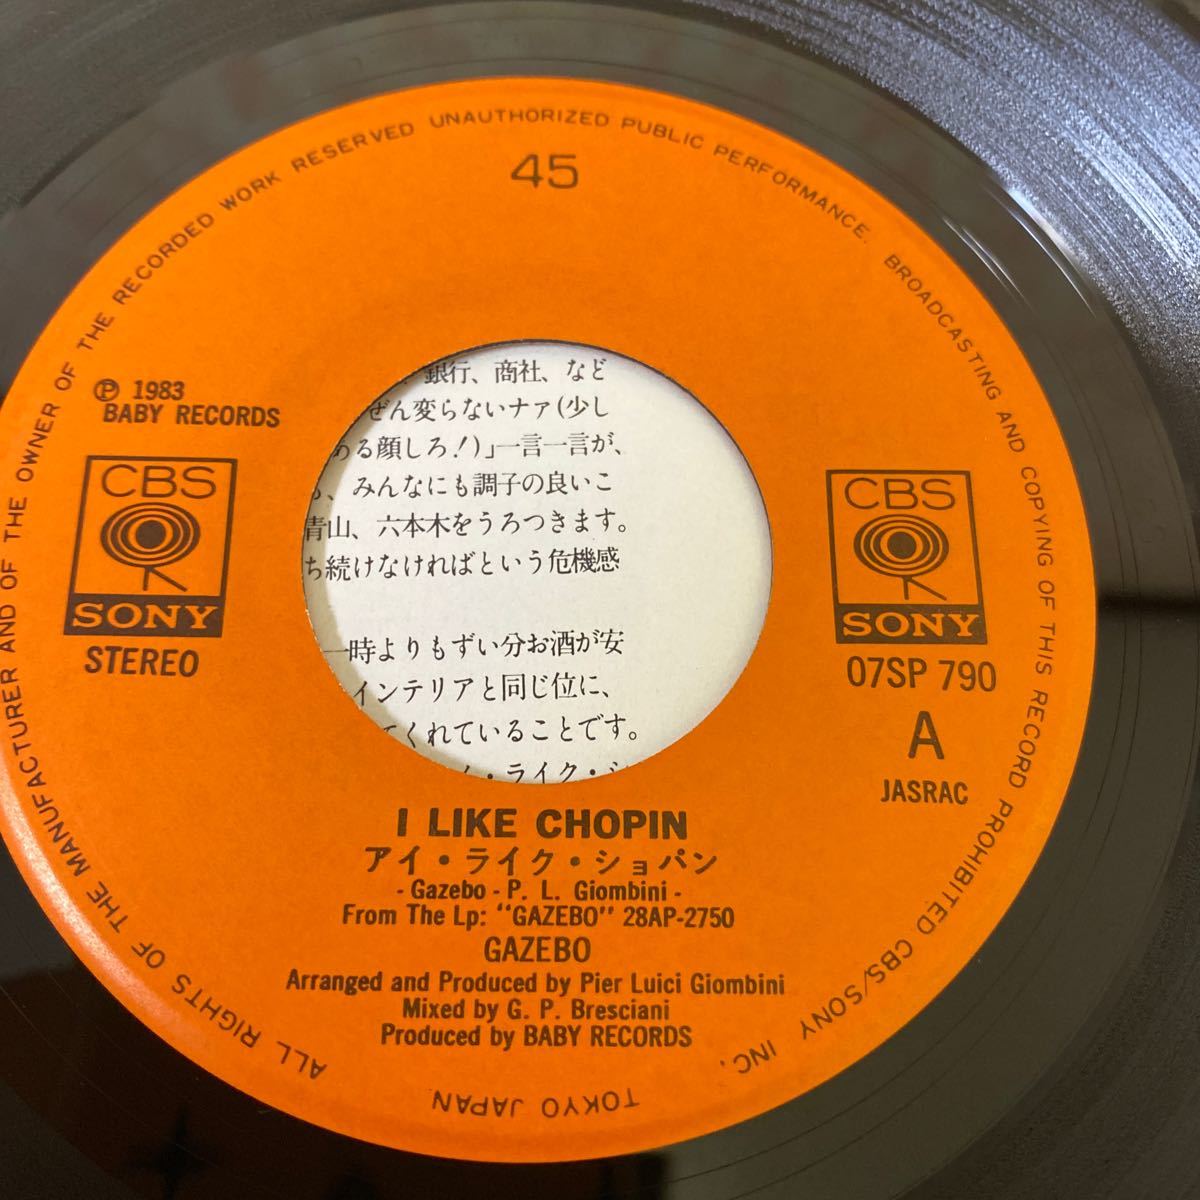 ALL RIGHTS OF THE MANUFACTURER AND OF THE OWNER OF THE RECORDED WORK RESERVED UNAUTHORIZED PUBLIC PERFORMANCE. BROADCASTING AND COPYING OF THIS RECORD PROHIBITED CBS/SONY INC.
TOKYO JAPAN
45
Ⓟ 1983
BABY RECORDS
CBS
SONY
STEREO
CBS
SONY
07SP 790
A
JASRAC
銀行、商社、など
ぜん変らないナァ(少し
ある顔しろ!)」一言一言が、
、みんなにも調子の良いこ
青山、六本木をうろつきます。
ち続けなければという危機感
一時よりもずい分お酒が安
インテリアと同じ位に、
くれていることです。
イ・ライク・シ
I LIKE CHOPIN
アイ・ライク・ショパン
- Gazebo - P. L. Giombini -
From The Lp: "GAZEBO" 28AP-2750
GAZEBO
Arranged and Produced by Pier Luici Giombini
Mixed by G. P. Bresciani
Produced by BABY RECORDS